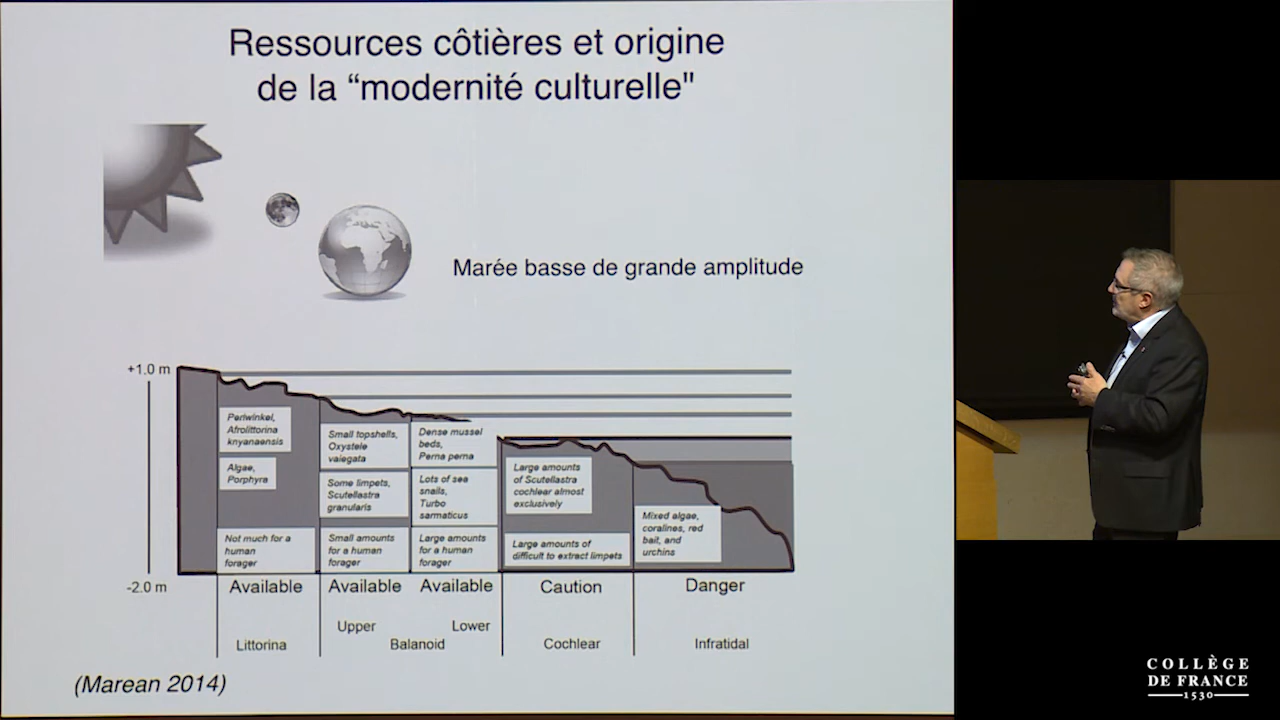 Ressources côtières et origine
de la “modernité culturelle"
Marée basse de grande amplitude
+1.0 m
-2.0 m
Periwinkel,
Afrolittorina
knyanaensis
Algae,
Porphyra
Not much for a
human
forager
Small topshells,
Oxystele
vaiegata
Some limpets,
Scutellastra
granularis
Small amounts
for a human
forager
Dense mussel
beds,
Perna perna
Lots of sea
snails,
Turbo
sarmaticus
Large amounts
for a human
forager
Large amounts
of Scutellastra
cochlear almost
exclusively
Large amounts of
difficult to extract limpets
Mixed algae,
coralines, red
bait, and
urchins
Available
Available
Available
Caution
Danger
Upper
Lower
Littorina
Balanoid
Cochlear
Infratidal
(Marean 2014)
COLLÈGE
DE FRANCE
1530